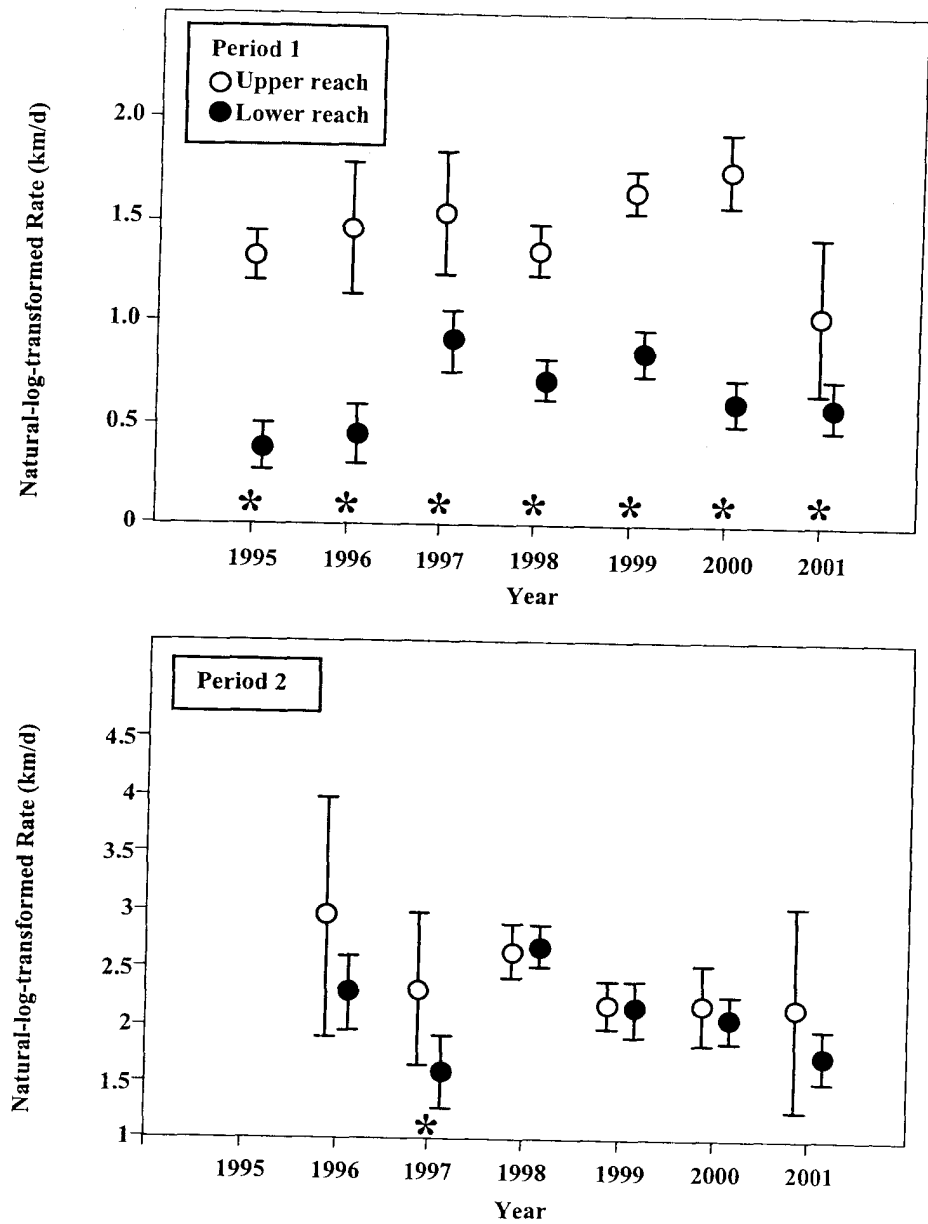 Period 1
Upper reach
Lower reach
Natural-log-transformed Rate (km/d)
2.0
1.5
1.0
0.5
0
* * * * * * *
1995 1996 1997 1998 1999 2000 2001
Year
Period 2
Natural-log-transformed Rate (km/d)
4.5
4
3.5
3
2.5
2
1.5
1
*
1995 1996 1997 1998 1999 2000 2001
Year